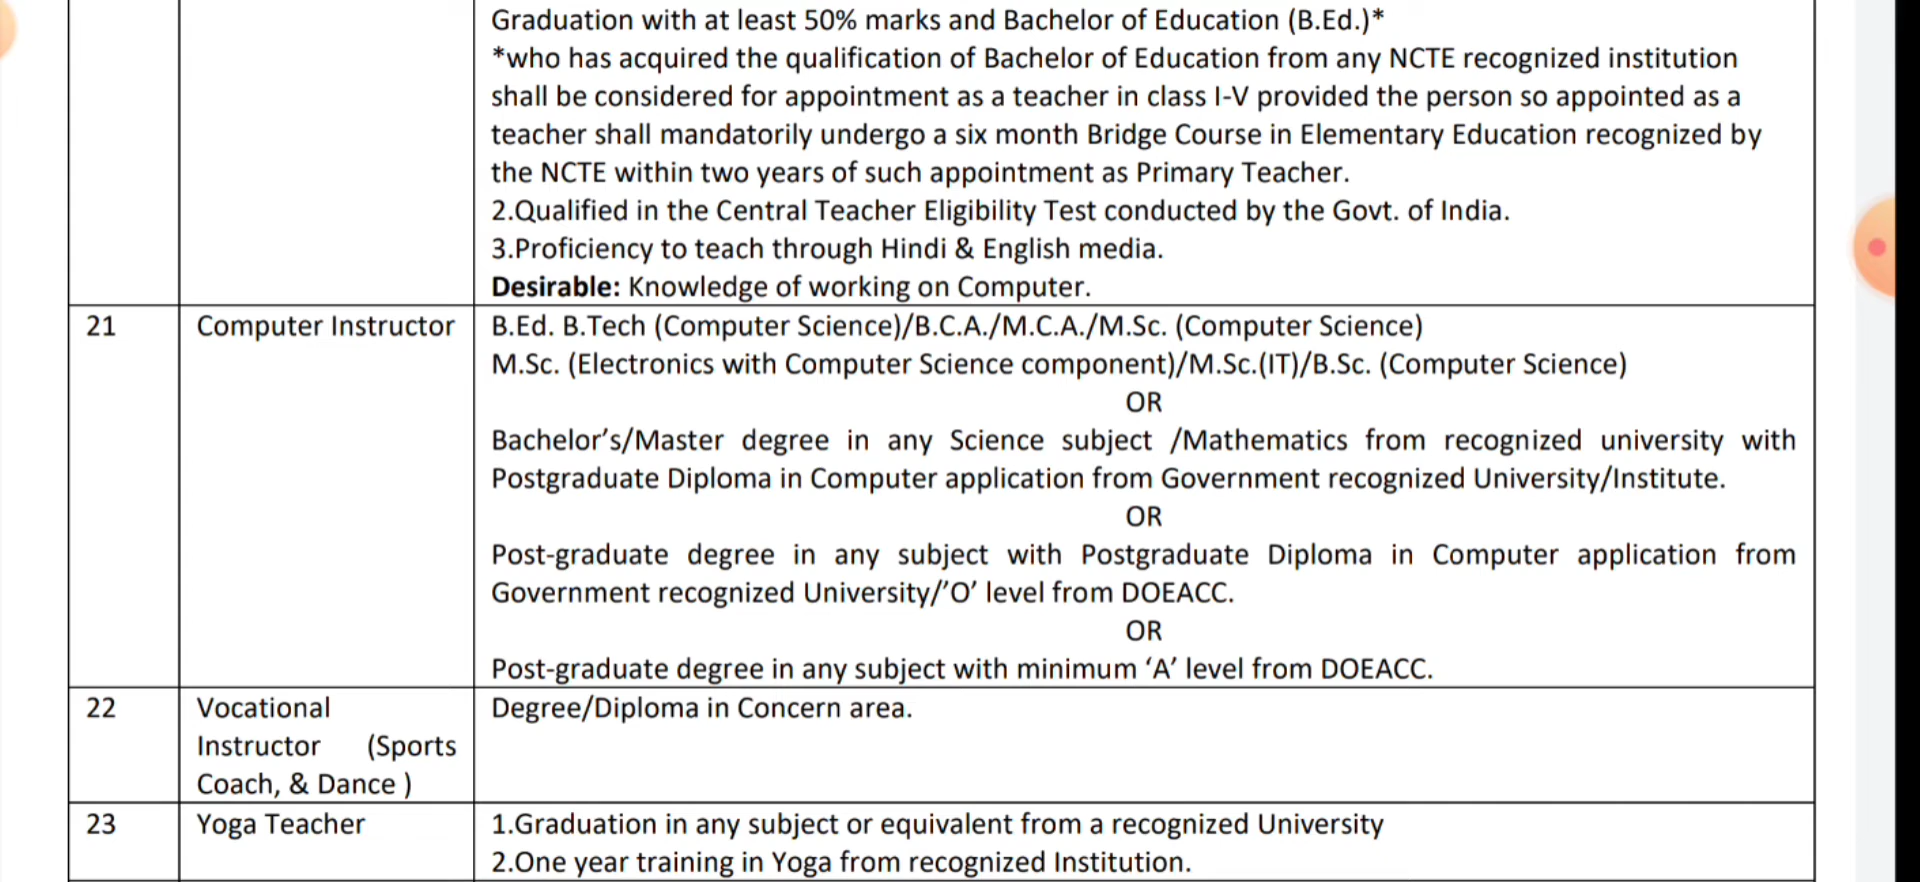 Graduation with at least 50% marks and Bachelor of Education (B.Ed.)*
*who has acquired the qualification of Bachelor of Education from any NCTE recognized institution
shall be considered for appointment as a teacher in class I-V provided the person so appointed as a
teacher shall mandatorily undergo a six month Bridge Course in Elementary Education recognized by
the NCTE within two years of such appointment as Primary Teacher.
2.Qualified in the Central Teacher Eligibility Test conducted by the Govt. of India.
3.Proficiency to teach through Hindi & English media.
Desirable: Knowledge of working on Computer.
21 Computer Instructor B.Ed. B.Tech (Computer Science)/B.C.A./M.C.A./M.Sc. (Computer Science)
M.Sc. (Electronics with Computer Science component)/M.Sc.(IT)/B.Sc. (Computer Science)
OR
Bachelor's/Master degree in any Science subject /Mathematics from recognized university with
Postgraduate Diploma in Computer application from Government recognized University/Institute.
OR
Post-graduate degree in any subject with Postgraduate Diploma in Computer application from
Government recognized University/'O' level from DOEACC.
OR
Post-graduate degree in any subject with minimum 'A' level from DOEACC.
22 Vocational Degree/Diploma in Concern area.
Instructor (Sports
Coach, & Dance )
23 Yoga Teacher 1.Graduation in any subject or equivalent from a recognized University
2.One year training in Yoga from recognized Institution.